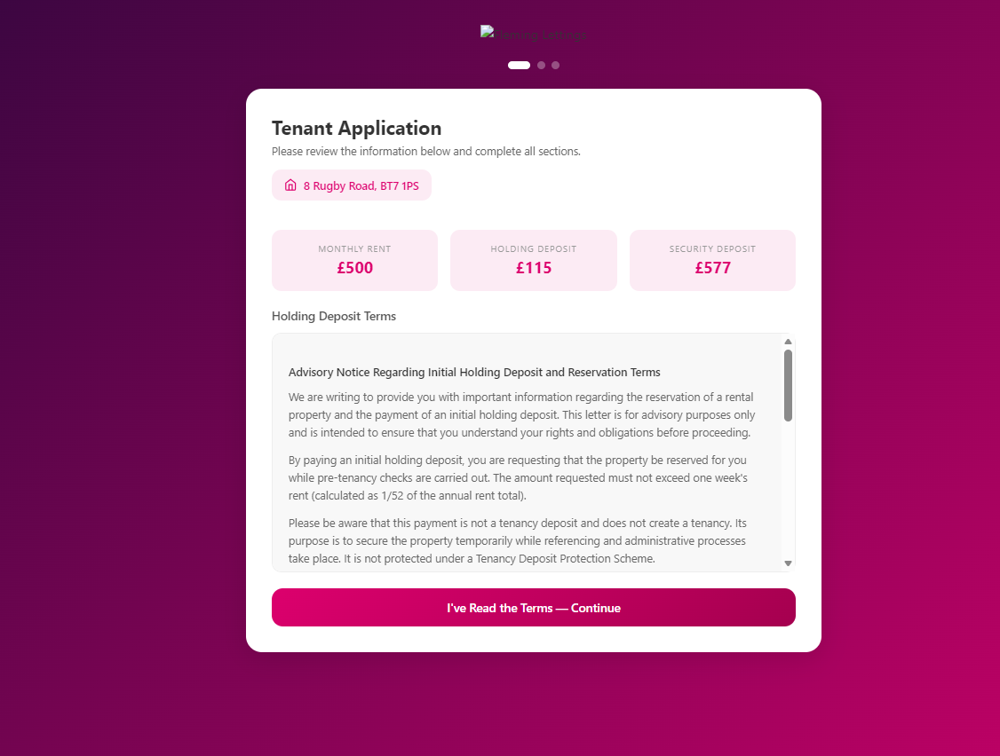 Fleming Lettings
Tenant Application
Please review the information below and complete all sections.
8 Rugby Road, BT7 1PS
MONTHLY RENT
£500
HOLDING DEPOSIT
£115
SECURITY DEPOSIT
£577
Holding Deposit Terms
Advisory Notice Regarding Initial Holding Deposit and Reservation Terms
We are writing to provide you with important information regarding the reservation of a rental
property and the payment of an initial holding deposit. This letter is for advisory purposes only
and is intended to ensure that you understand your rights and obligations before proceeding.
By paying an initial holding deposit, you are requesting that the property be reserved for you
while pre-tenancy checks are carried out. The amount requested must not exceed one week's
rent (calculated as 1/52 of the annual rent total).
Please be aware that this payment is not a tenancy deposit and does not create a tenancy. Its
purpose is to secure the property temporarily while referencing and administrative processes
take place. It is not protected under a Tenancy Deposit Protection Scheme.
I've Read the Terms — Continue